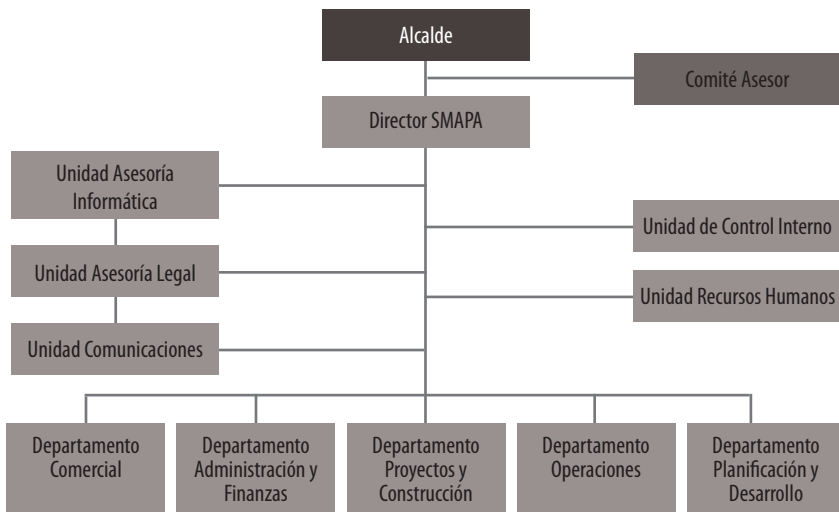 Alcalde
Comité Asesor
Director SMAPA
Unidad Asesoría
Informática
Unidad de Control Interno
Unidad Asesoría Legal
Unidad Recursos Humanos
Unidad Comunicaciones
Departamento
Comercial
Departamento
Administración y
Finanzas
Departamento
Proyectos y
Construcción
Departamento
Operaciones
Departamento
Planificación y
Desarrollo